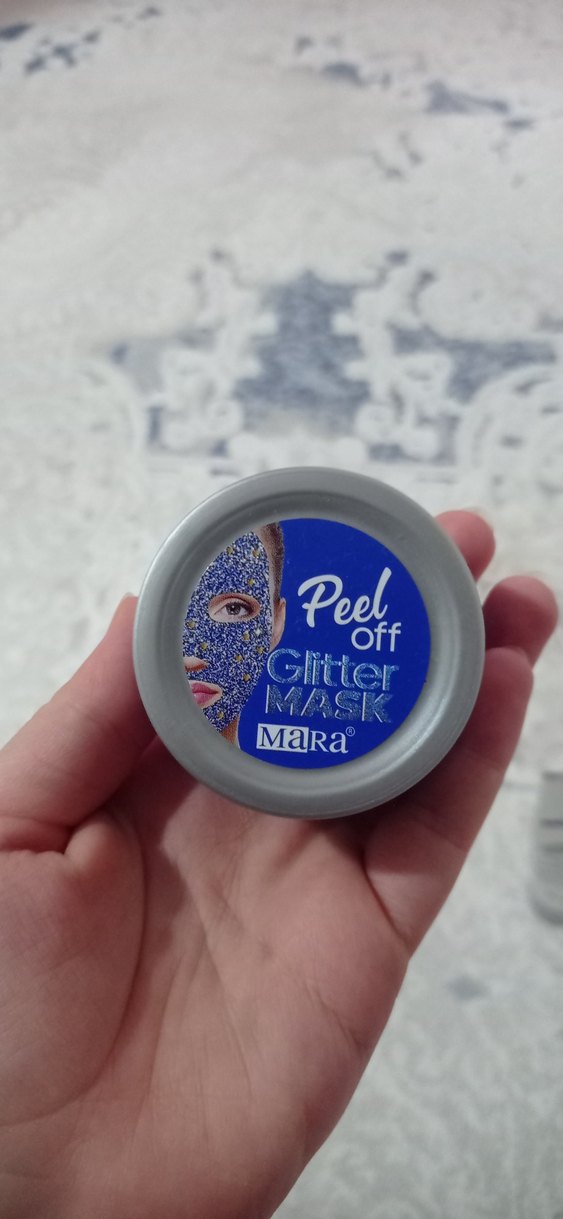 Peel
off
Glitter
MASK
MaRa®